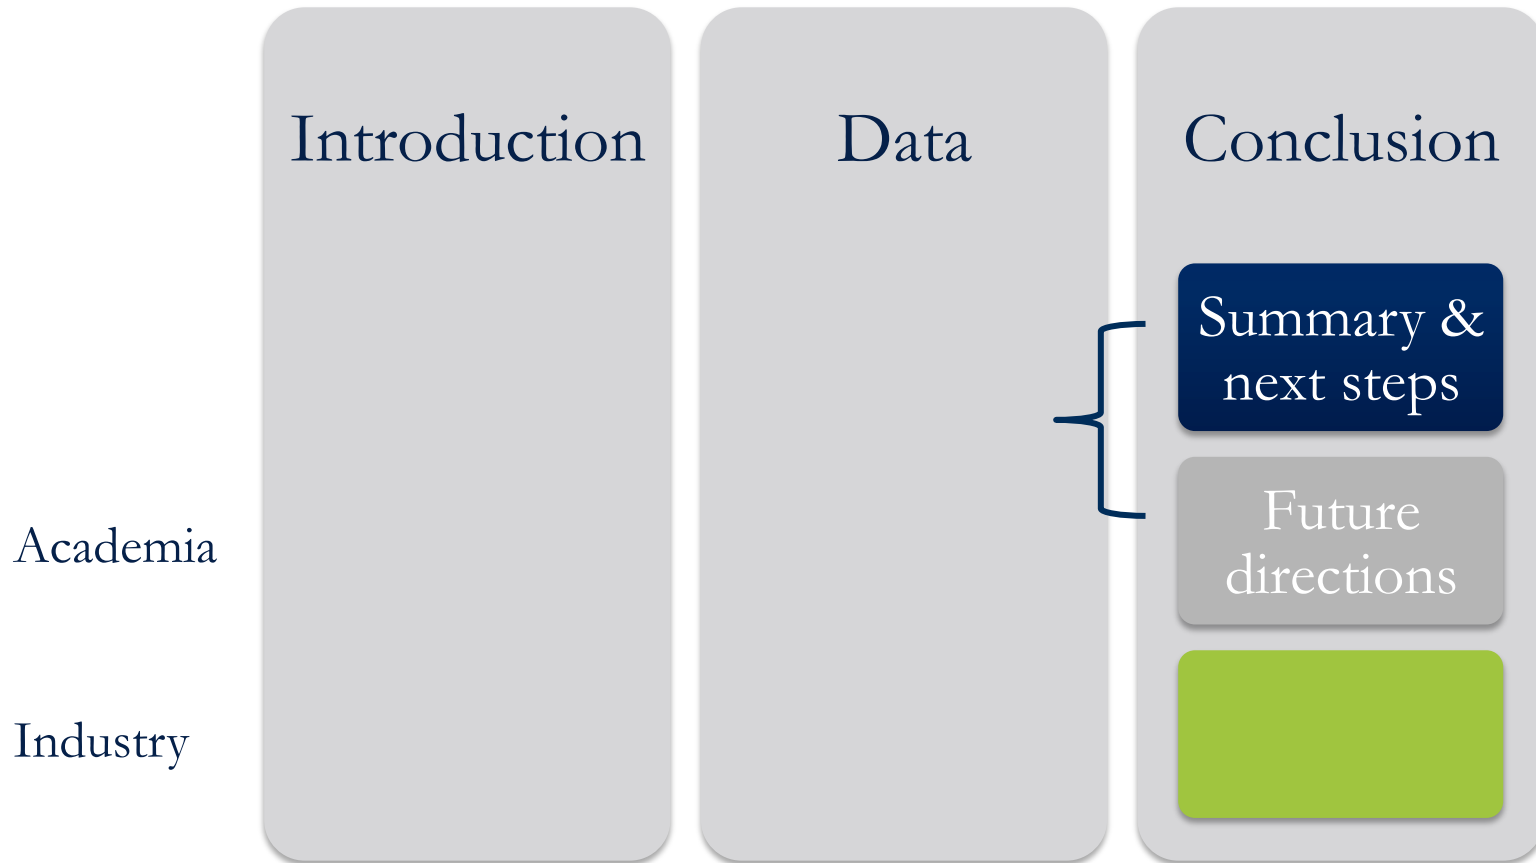 Introduction
Data
Conclusion
Summary &
next steps
Future
directions
Academia
Industry